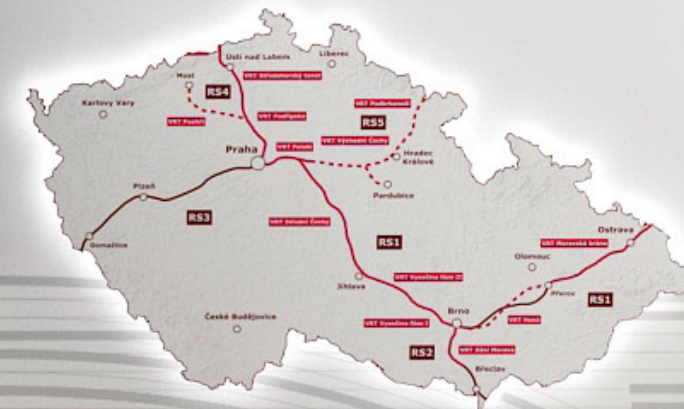 Ústí nad Labem
Liberec
VRT Středohorský tunel
Most
RS4
VRT Podkrkonoší
Karlovy Vary
VRT Poohří
VRT Podřipsko
RS5
VRT Východní Čechy
VRT Polabí
Praha
Hradec
Králové
Plzeň
Pardubice
RS3
VRT Střední Čechy
Ostrava
Domažlice
RS1
VRT Moravská brána
Olomouc
Jihlava
VRT Vysočina fáze II
Přerov
RS1
České Budějovice
VRT Vysočina fáze I
Brno
VRT Haná
RS2
VRT Jižní Morava
Břeclav